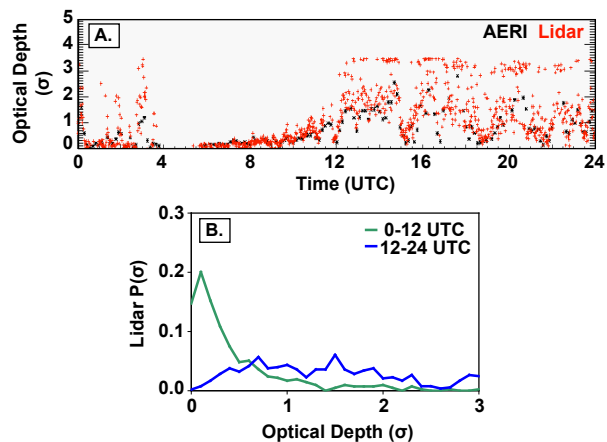 A.
AERI Lidar
Optical Depth
(σ)
5
4
3
2
1
0
0 4 8 12 16 20 24
Time (UTC)
B.
0-12 UTC
12-24 UTC
Lidar P(σ)
0.3
0.2
0.1
0.0
0 1 2 3
Optical Depth (σ)